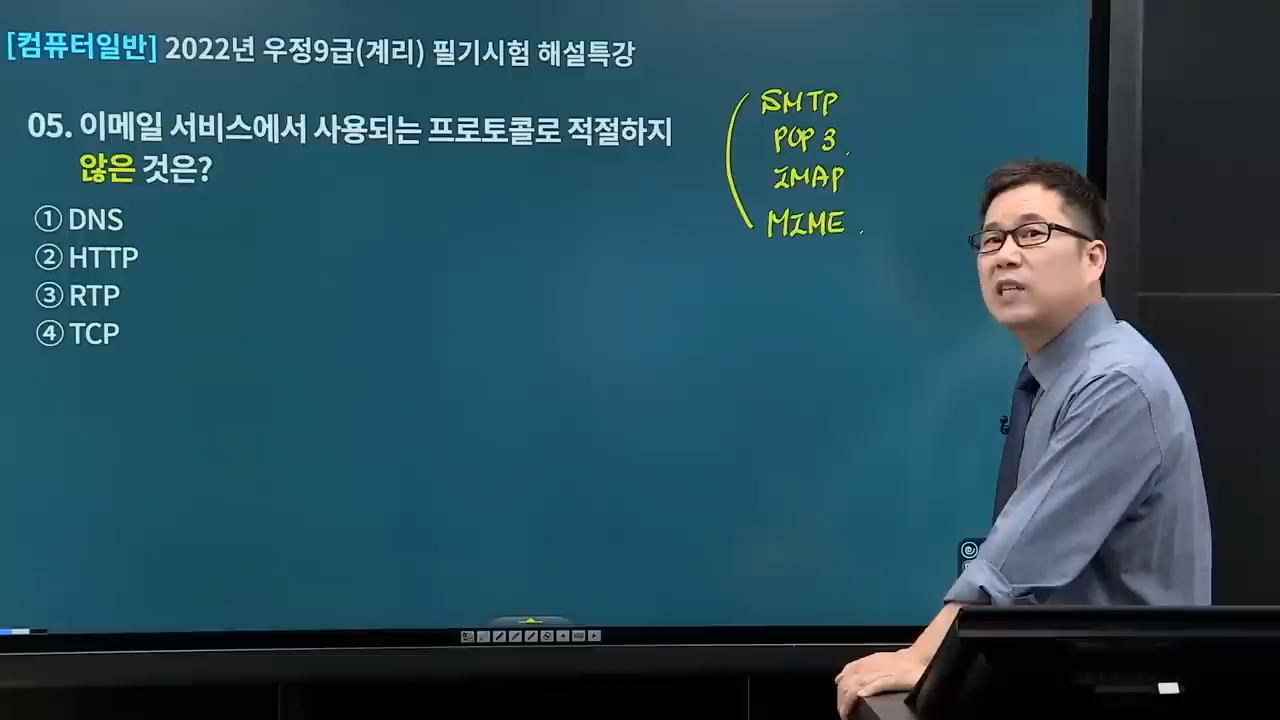 [컴퓨터일반] 2022년 우정9급(계리) 필기시험 해설특강
05. 이메일 서비스에서 사용되는 프로토콜로 적절하지
않은 것은?
① DNS
② HTTP
③ RTP
④ TCP
SMTP
POP 3
IMAP
MIME